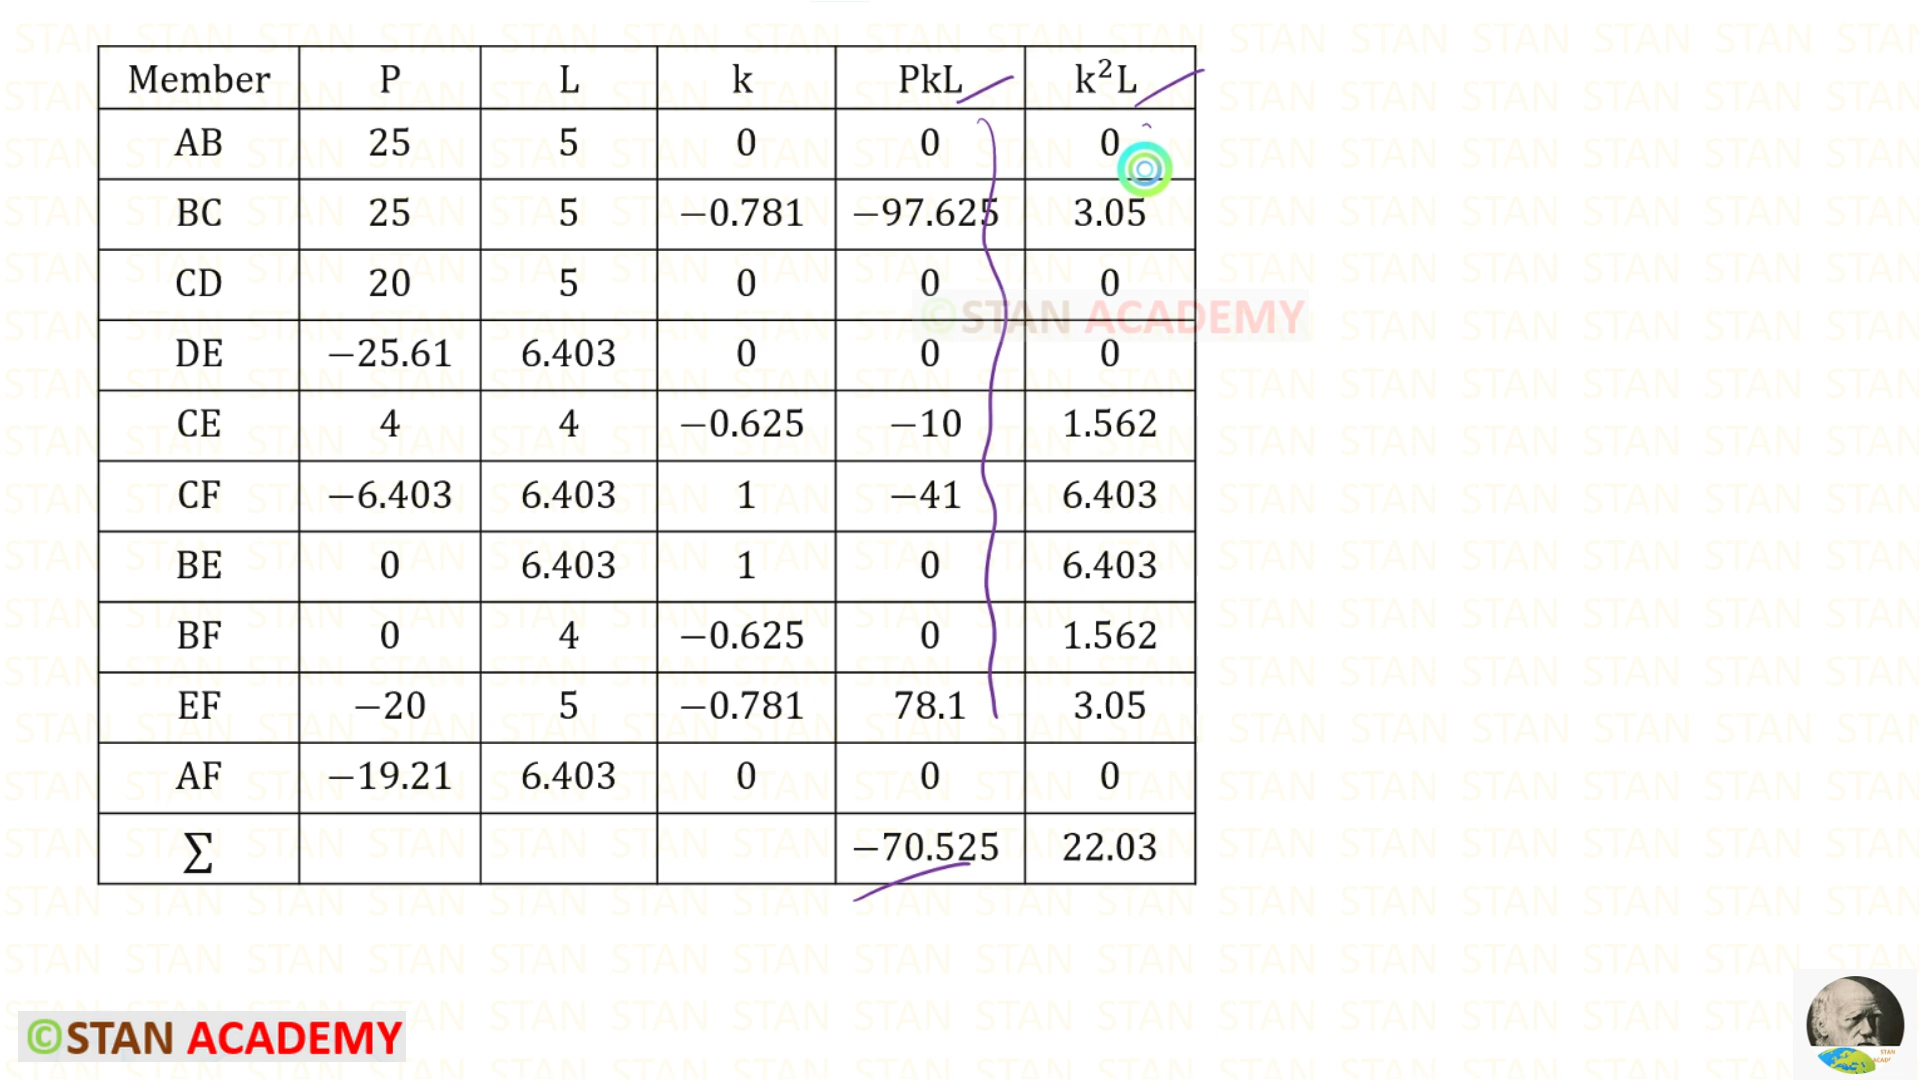 Member P L k PkL k²L
AB 25 5 0 0 0
BC 25 5 −0.781 −97.625 3.05
CD 20 5 0 0 0
©STAN ACADEMY
DE −25.61 6.403 0 0 0
CE 4 4 −0.625 −10 1.562
CF −6.403 6.403 1 −41 6.403
BE 0 6.403 1 0 6.403
BF 0 4 −0.625 0 1.562
EF −20 5 −0.781 78.1 3.05
AF −19.21 6.403 0 0 0
∑ −70.525 22.03
©STAN ACADEMY